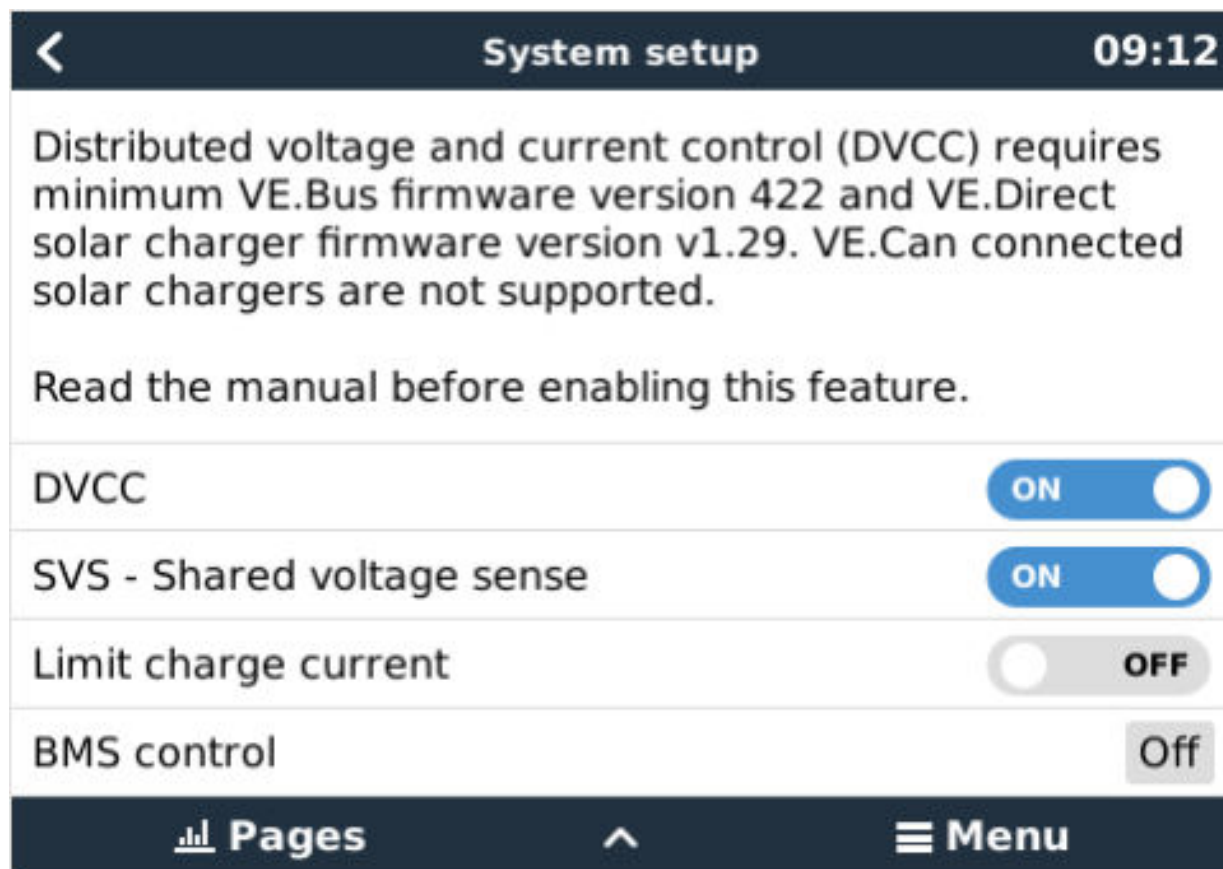 System setup 09:12
Distributed voltage and current control (DVCC) requires
minimum VE.Bus firmware version 422 and VE.Direct
solar charger firmware version v1.29. VE.Can connected
solar chargers are not supported.
Read the manual before enabling this feature.
DVCC ON
SVS - Shared voltage sense ON
Limit charge current OFF
BMS control Off
Pages Menu